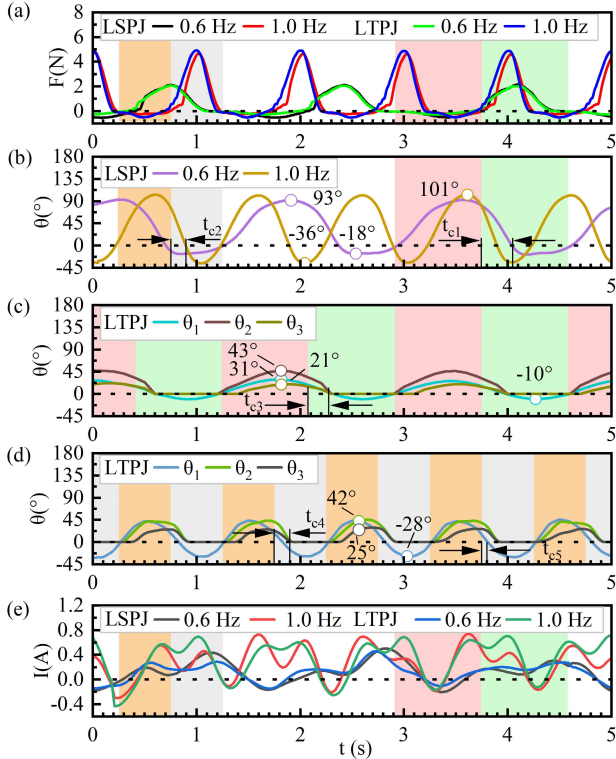 (a)
LSPJ 0.6 Hz 1.0 Hz LTPJ 0.6 Hz 1.0 Hz
F(N)
8
6
4
2
0
0 1 2 3 4 5
(b)
LSPJ 0.6 Hz 1.0 Hz
θ(°)
180
135
90
45
0
-45
93°
101°
-36°
-18°
tc2
tc1
0 1 2 3 4 5
(c)
LTPJ θ1 θ2 θ3
θ(°)
180
135
90
45
0
-45
43°
31°
21°
-10°
tc3
0 1 2 3 4 5
(d)
LTPJ θ1 θ2 θ3
θ(°)
180
135
90
45
0
-45
42°
-28°
25°
tc4
tc5
0 1 2 3 4 5
(e)
LSPJ 0.6 Hz 1.0 Hz LTPJ 0.6 Hz 1.0 Hz
I(A)
1.2
0.8
0.4
0.0
-0.4
0 1 2 3 4 5
t (s)